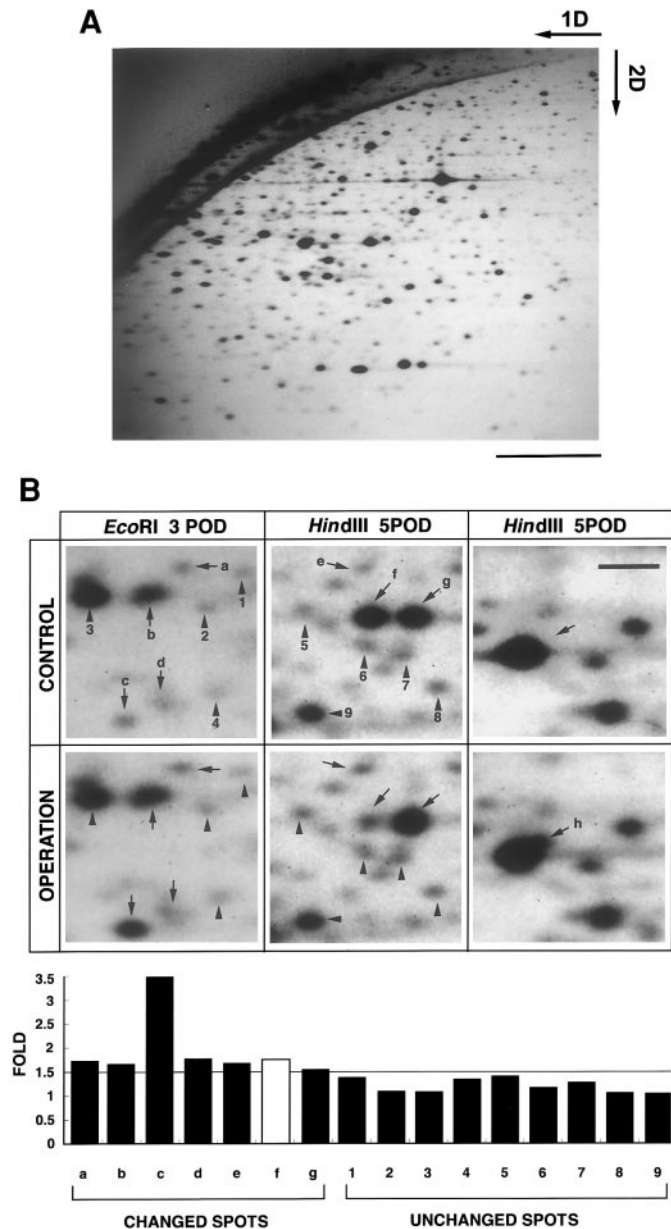 A
1D
2D
B
EcoRI 3 POD
HindIII 5POD
HindIII 5POD
CONTROL
a
1
3
b
2
c
d
4
e
f
g
5
6
7
9
8
OPERATION
h
3.5
3
2.5
2
1.5
1
0.5
0
FOLD
a b c d e f g 1 2 3 4 5 6 7 8 9
CHANGED SPOTS
UNCHANGED SPOTS